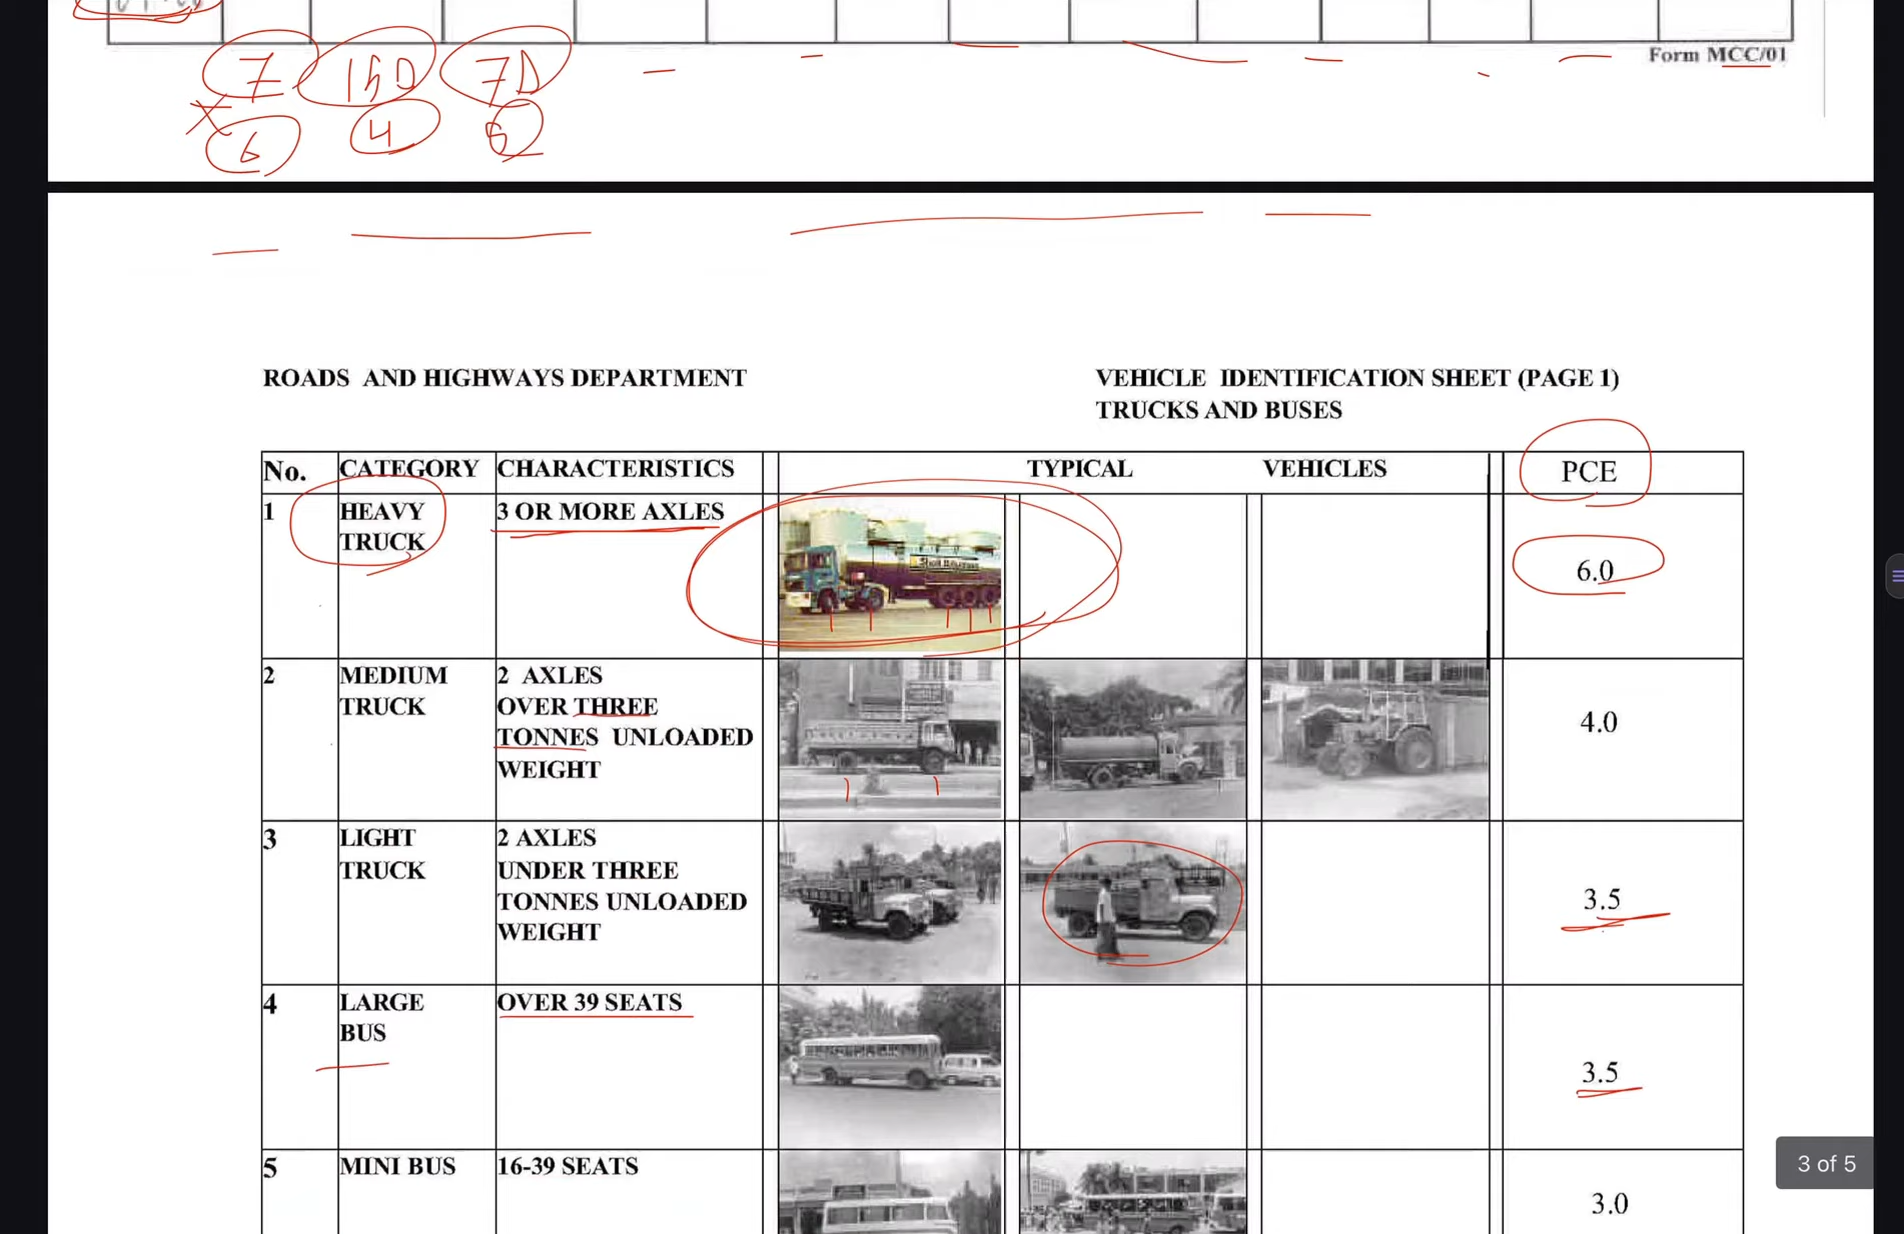 Form MCC/01
7 150 70
6 4
ROADS AND HIGHWAYS DEPARTMENT
VEHICLE IDENTIFICATION SHEET (PAGE 1)
TRUCKS AND BUSES
No. CATEGORY CHARACTERISTICS TYPICAL VEHICLES PCE
1 HEAVY TRUCK 3 OR MORE AXLES 6.0
2 MEDIUM TRUCK 2 AXLES OVER THREE TONNES UNLOADED WEIGHT 4.0
3 LIGHT TRUCK 2 AXLES UNDER THREE TONNES UNLOADED WEIGHT 3.5
4 LARGE BUS OVER 39 SEATS 3.5
5 MINI BUS 16-39 SEATS 3.0
3 of 5